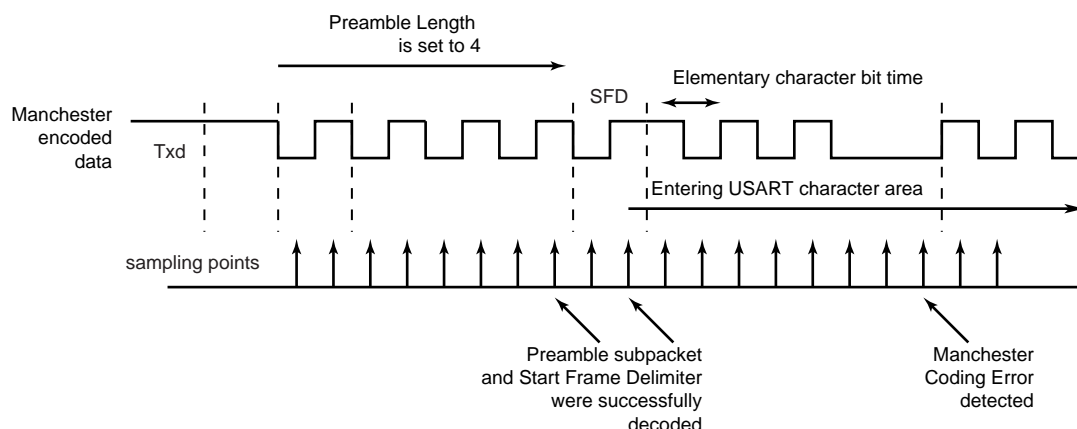 Preamble Length
is set to 4
Elementary character bit time
SFD
Manchester
encoded
data
Txd
Entering USART character area
sampling points
Preamble subpacket
and Start Frame Delimiter
were successfully
decoded
Manchester
Coding Error
detected